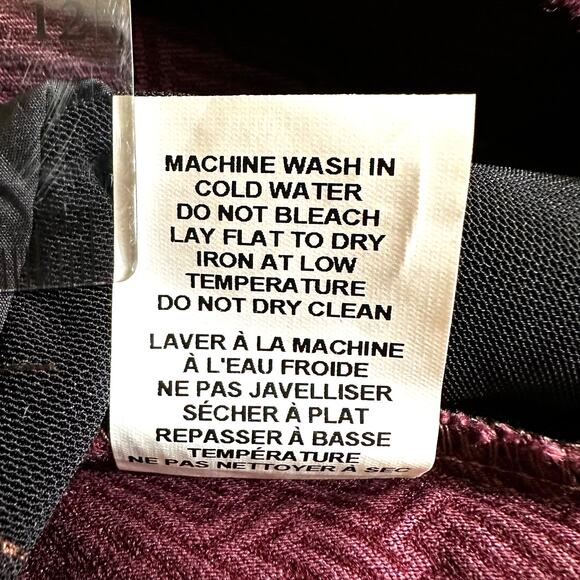 12
MACHINE WASH IN
COLD WATER
DO NOT BLEACH
LAY FLAT TO DRY
IRON AT LOW
TEMPERATURE
DO NOT DRY CLEAN
LAVER À LA MACHINE
À L'EAU FROIDE
NE PAS JAVELLISER
SÉCHER À PLAT
REPASSER À BASSE
TEMPÉRATURE
NE PAS NETTOYER À SEC